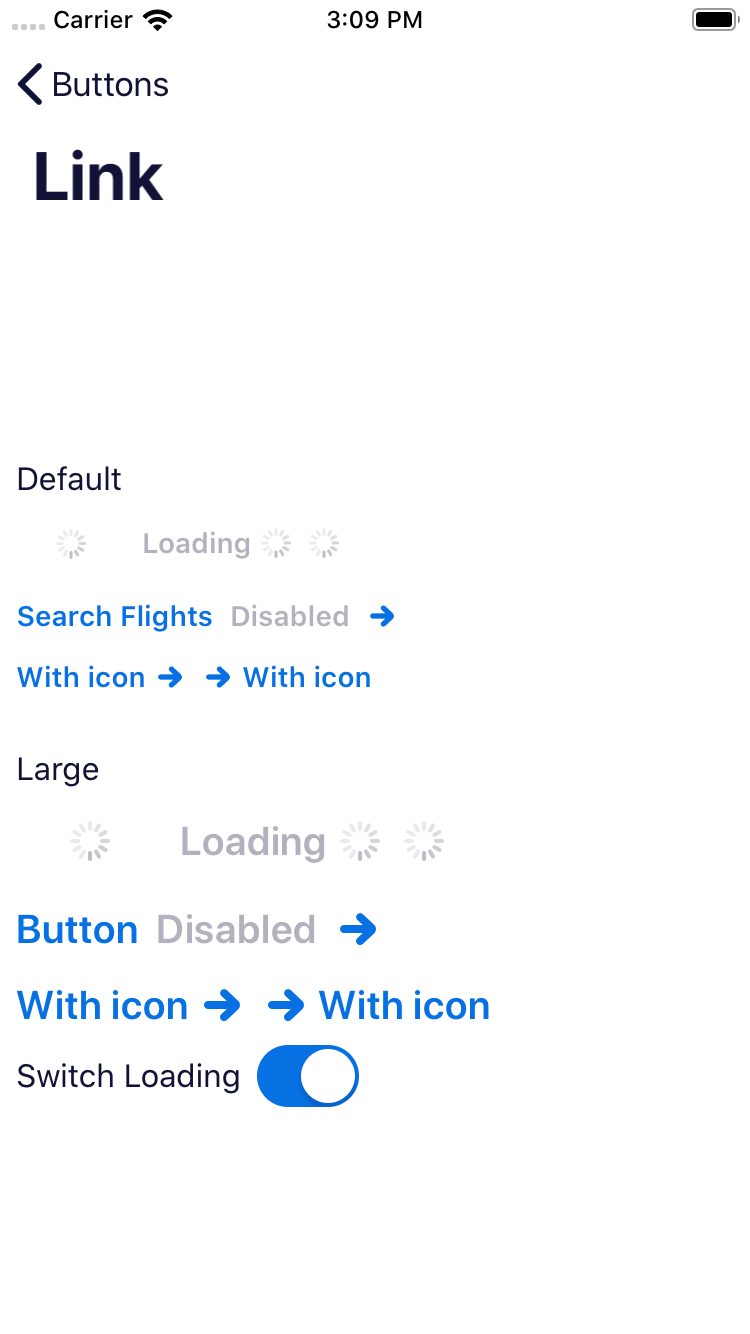 Carrier 3:09 PM
Buttons
Link
Default
Loading
Search Flights Disabled
With icon With icon
Large
Loading
Button Disabled
With icon With icon
Switch Loading